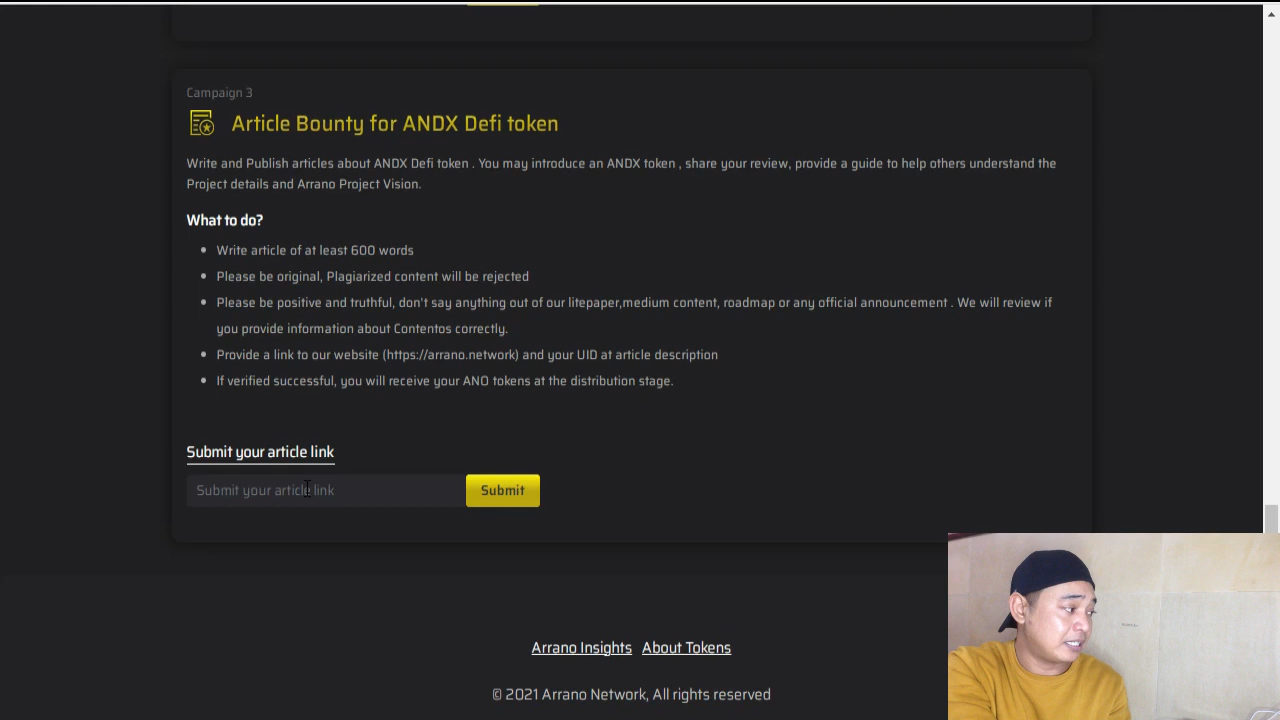 Campaign 3
Article Bounty for ANDX Defi token
Write and Publish articles about ANDX Defi token . You may introduce an ANDX token , share your review, provide a guide to help others understand the
Project details and Arrano Project Vision.
What to do?
Write article of at least 600 words
Please be original, Plagiarized content will be rejected
Please be positive and truthful, don't say anything out of our litepaper,medium content, roadmap or any official announcement . We will review if
you provide information about Contentos correctly.
Provide a link to our website (https://arrano.network) and your UID at article description
If verified successful, you will receive your ANO tokens at the distribution stage.
Submit your article link
Submit your article link
Submit
Arrano Insights About Tokens
© 2021 Arrano Network, All rights reserved